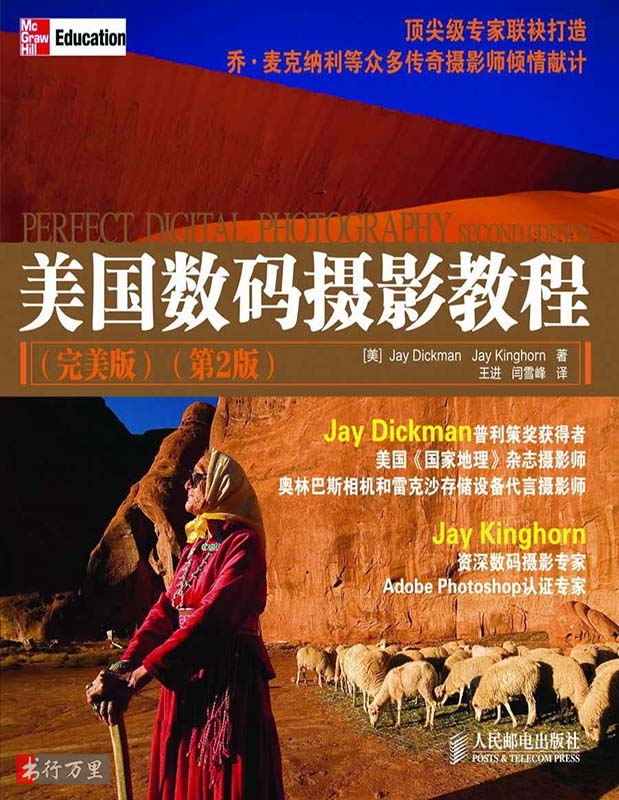 Mc
Graw
Hill
Education
顶尖级专家联袂打造
乔·麦克纳利等众多传奇摄影师倾情献计
PERFECT DIGITAL PHOTOGRAPHY SECOND EDITION
美国数码摄影教程
（完美版）（第2版）
[美] Jay Dickman Jay Kinghorn 著
王进 闫雪峰 译
Jay Dickman普利策奖获得者
美国《国家地理》杂志摄影师
奥林巴斯相机和雷克沙存储设备代言摄影师
Jay Kinghorn
资深数码摄影专家
Adobe Photoshop认证专家
人民邮电出版社
POSTS & TELECOM PRESS
书行万里